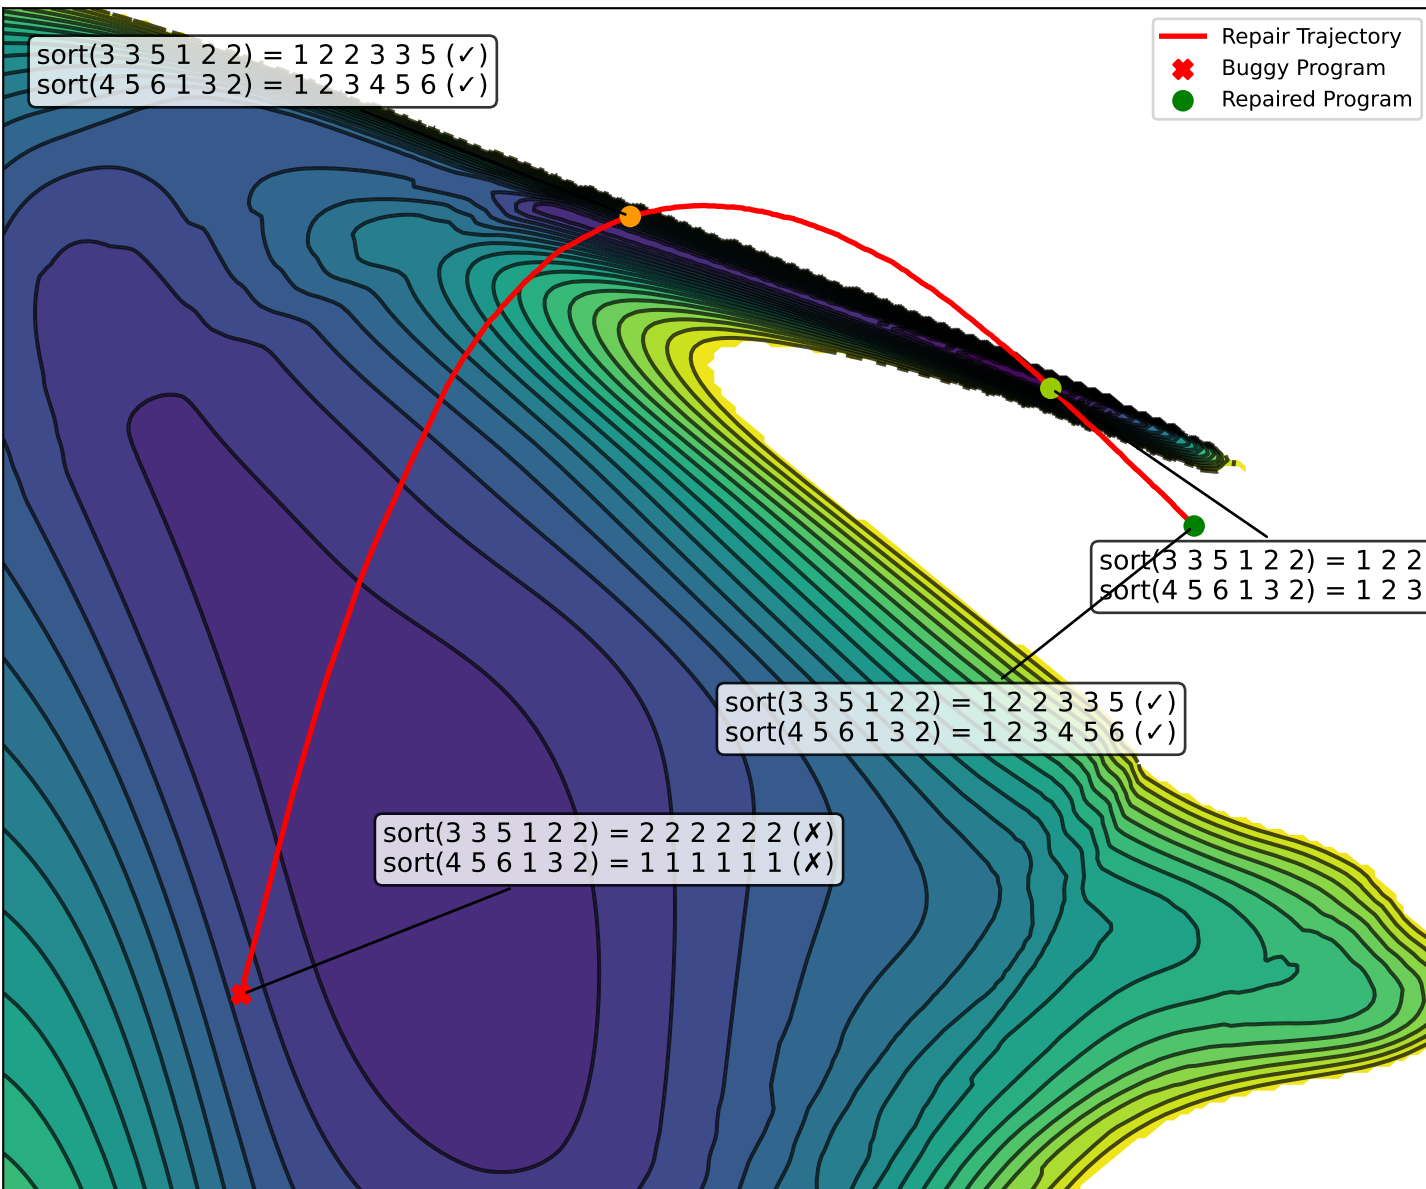 sort(3 3 5 1 2 2) = 1 2 2 3 3 5 (✓)
sort(4 5 6 1 3 2) = 1 2 3 4 5 6 (✓)
Repair Trajectory
Buggy Program
Repaired Program
sort(3 3 5 1 2 2) = 1 2 2
sort(4 5 6 1 3 2) = 1 2 3
sort(3 3 5 1 2 2) = 1 2 2 3 3 5 (✓)
sort(4 5 6 1 3 2) = 1 2 3 4 5 6 (✓)
sort(3 3 5 1 2 2) = 2 2 2 2 2 2 (✗)
sort(4 5 6 1 3 2) = 1 1 1 1 1 1 (✗)